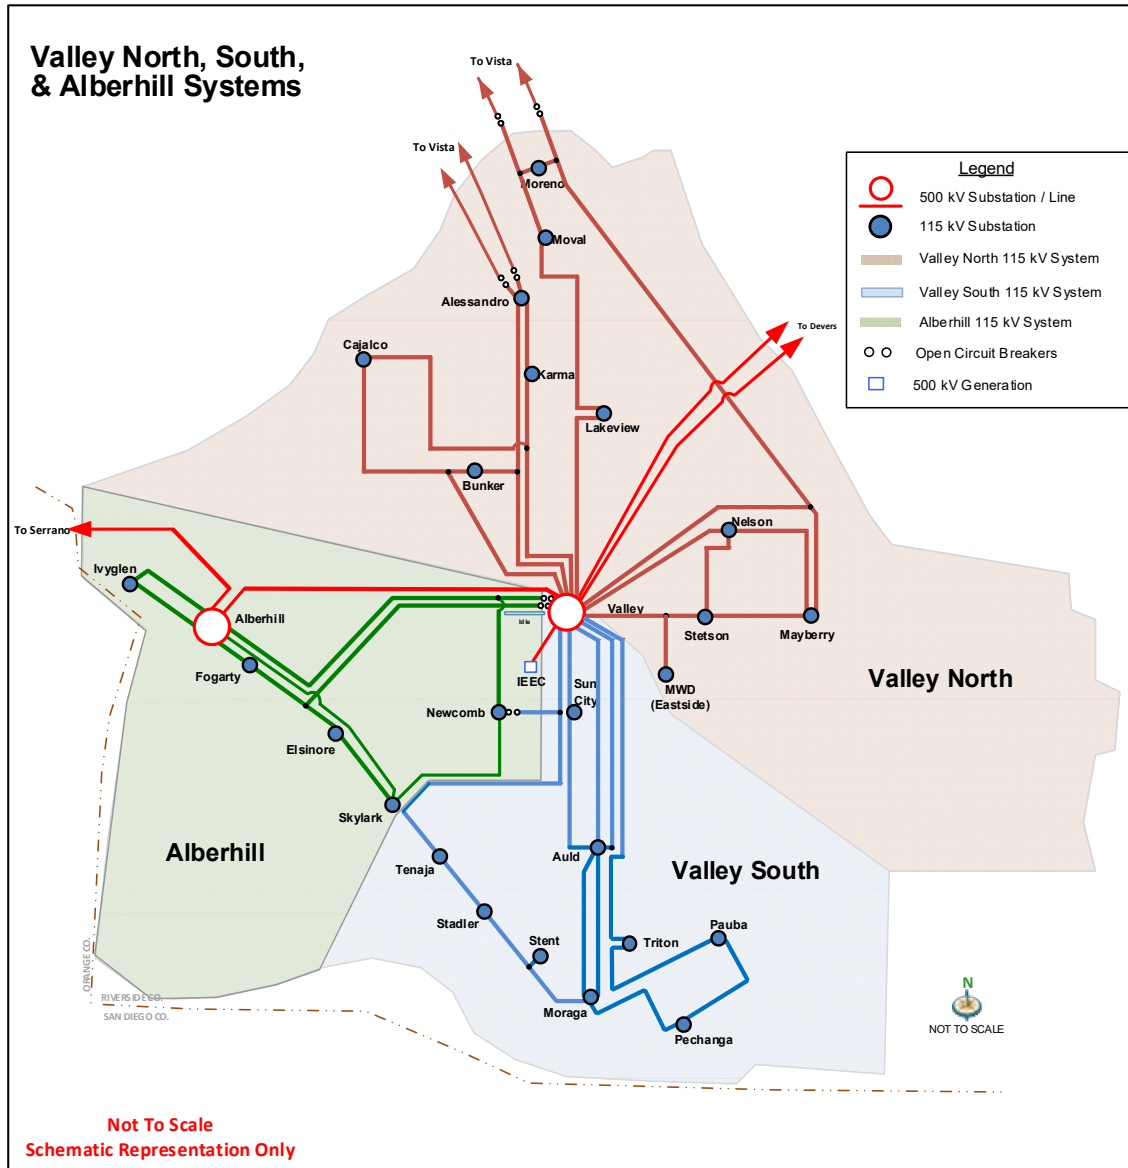 Valley North, South,
& Alberhill Systems
To Vista
To Vista
Moreno
Moval
Alessandro
Cajalco
Karma
Lakeview
Bunker
To Devers
Legend
500 kV Substation / Line
115 kV Substation
Valley North 115 kV System
Valley South 115 kV System
Alberhill 115 kV System
Open Circuit Breakers
500 kV Generation
To Serrano
Nelson
Ivyglen
Alberhill
Idle
Valley
Stetson
Mayberry
Fogarty
IEEC
Sun
City
MWD
(Eastside)
Valley North
Newcomb
Elsinore
Skylark
Alberhill
Auld
Tenaja
Valley South
Stadler
Pauba
Stent
Triton
Moraga
Pechanga
ORANGE CO.
RIVERSIDE CO.
SAN DIEGO CO.
N
NOT TO SCALE
Not To Scale
Schematic Representation Only